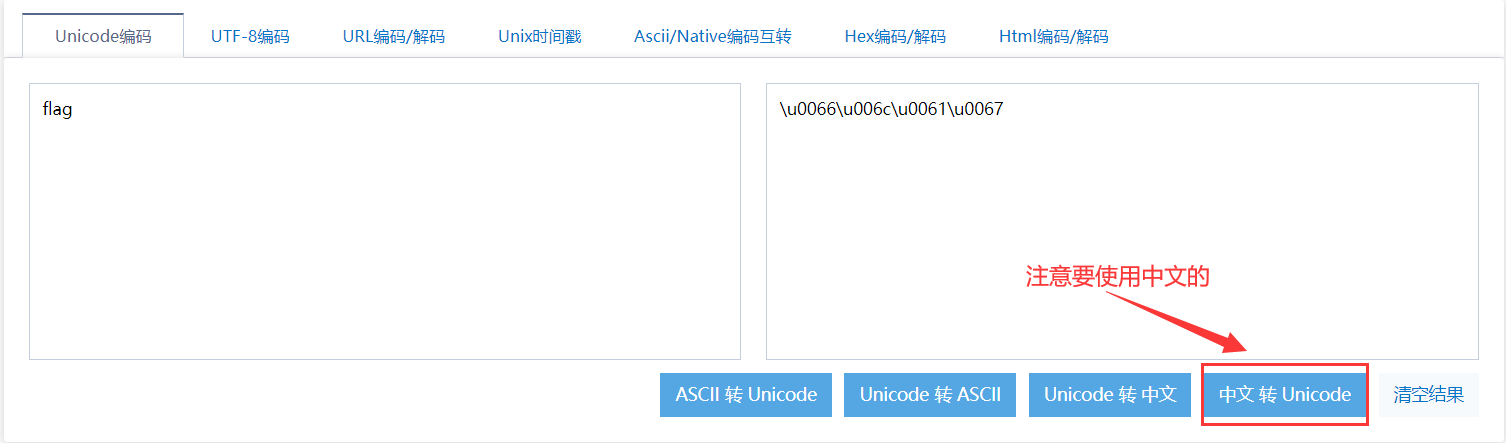 Unicode编码 UTF-8编码 URL编码/解码 Unix时间戳 Ascii/Native编码互转 Hex编码/解码 Html编码/解码
flag \u0066\u006c\u0061\u0067
注意要使用中文的
ASCII 转 Unicode Unicode 转 ASCII Unicode 转 中文 中文 转 Unicode 清空结果